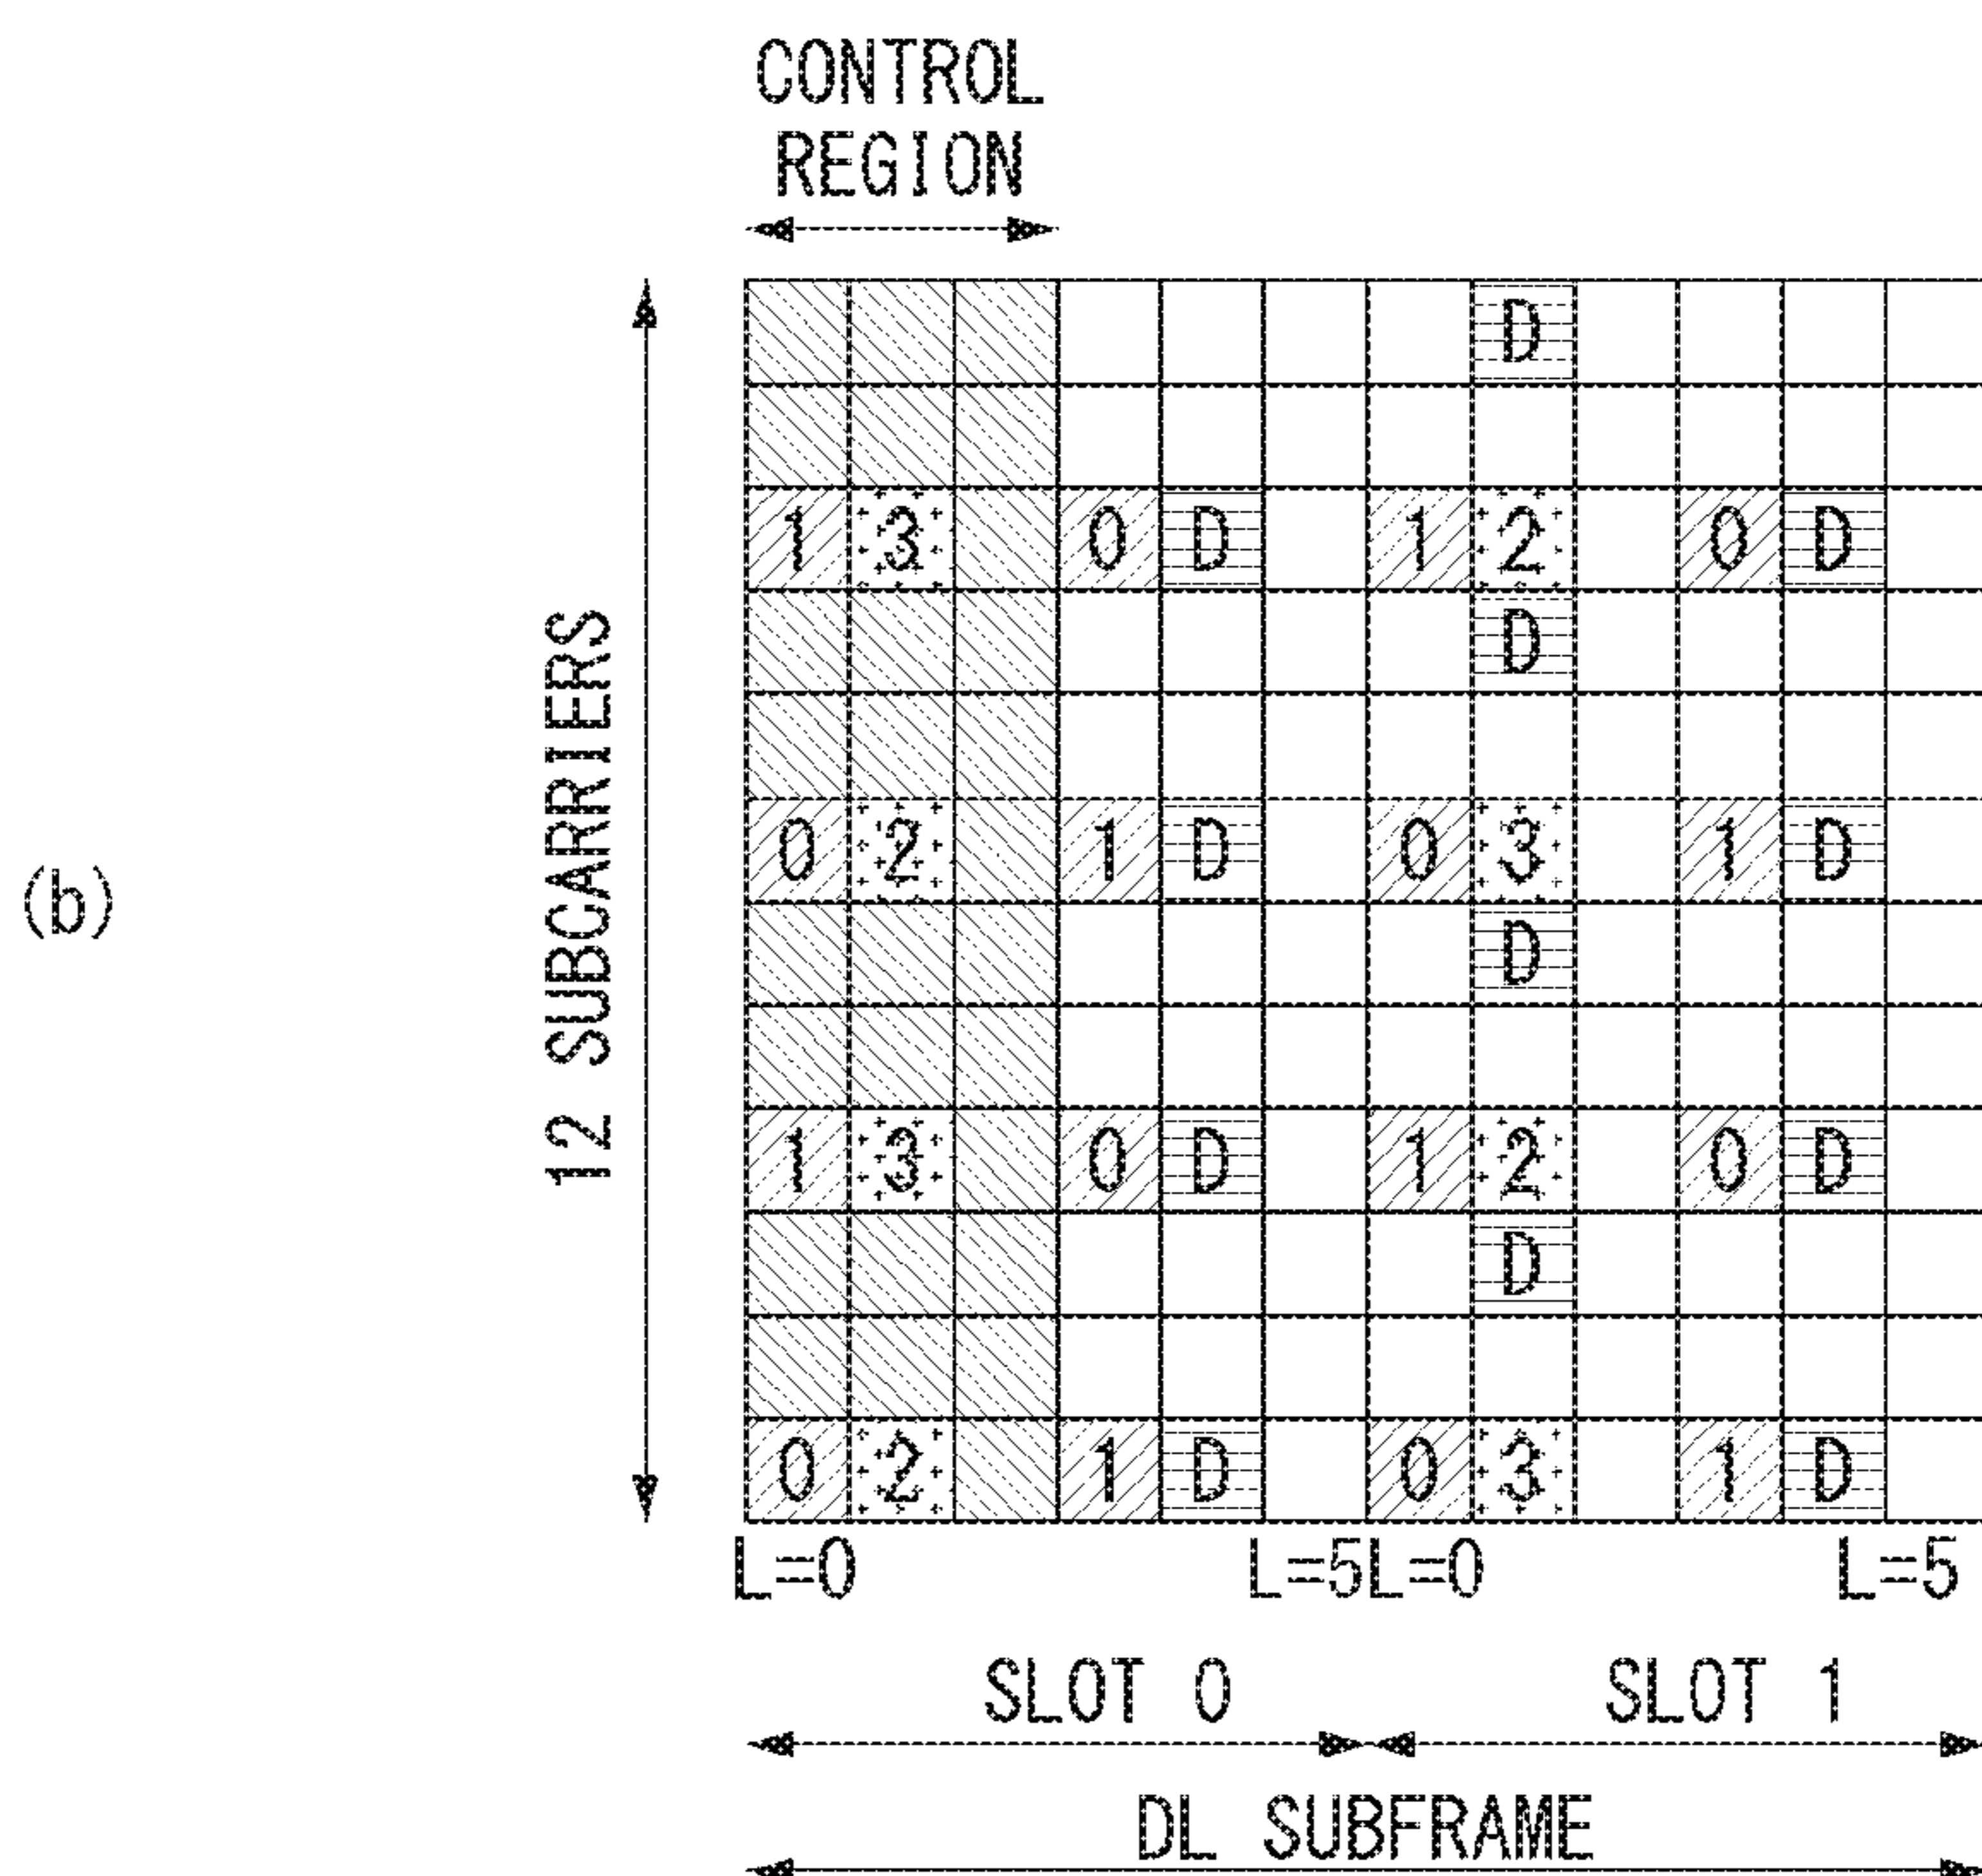 CONTROL
REGION
D
1 3 0 D 1 2 0 D
D
12 SUBCARRIERS
0 2 1 D 0 3 1 D
(b)
D
1 3 0 D 1 2 0 D
D
0 2 1 D 0 3 1 D
L=0 L=5 L=0 L=5
SLOT 0 SLOT 1
DL SUBFRAME